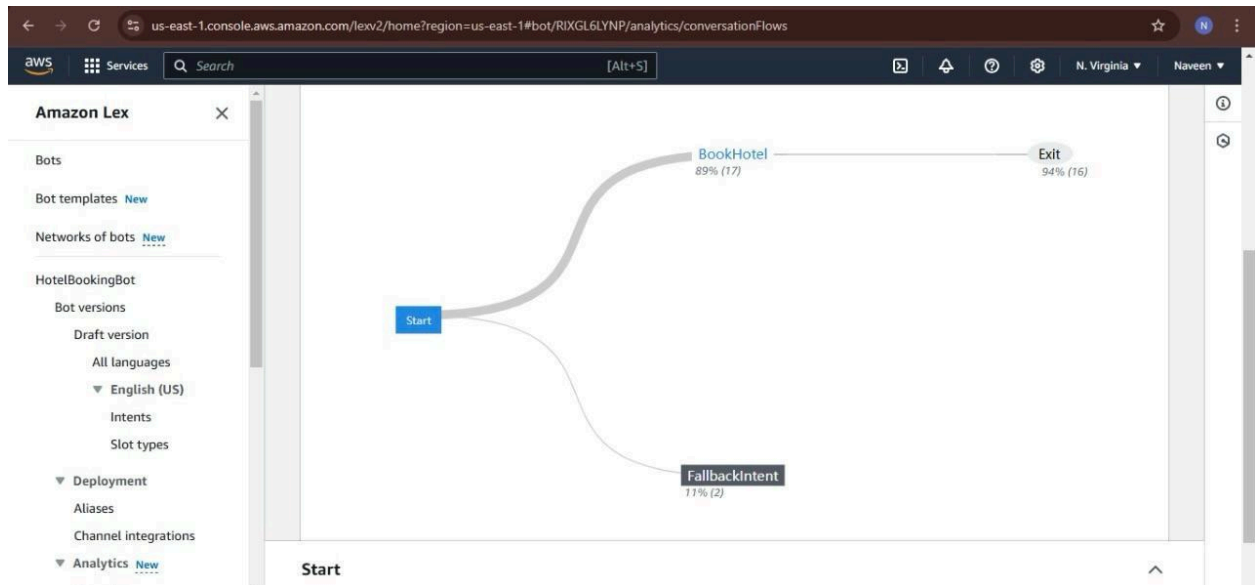 us-east-1.console.aws.amazon.com/lexv2/home?region=us-east-1#bot/RIXGL6LYNP/analytics/conversationFlows
N
aws
Services
Search
[Alt+S]
N. Virginia
Naveen
Amazon Lex
Bots
Bot templates New
Networks of bots New
HotelBookingBot
Bot versions
Draft version
All languages
English (US)
Intents
Slot types
Deployment
Aliases
Channel integrations
Analytics New
BookHotel
89% (17)
Exit
94% (16)
Start
FallbackIntent
11% (2)
Start